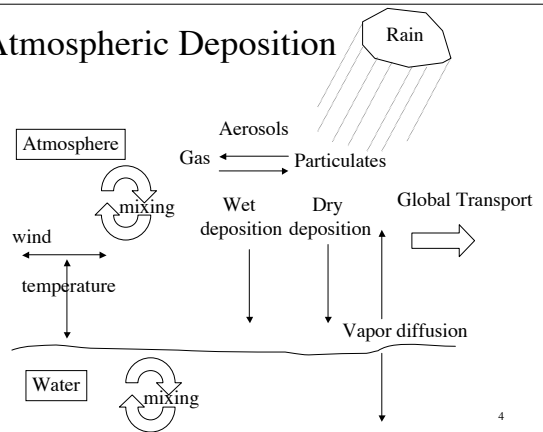 Atmospheric Deposition
Rain
Aerosols
Atmosphere
Gas
Particulates
mixing
Wet
deposition
Dry
deposition
Global Transport
wind
temperature
Vapor diffusion
Water
mixing
4